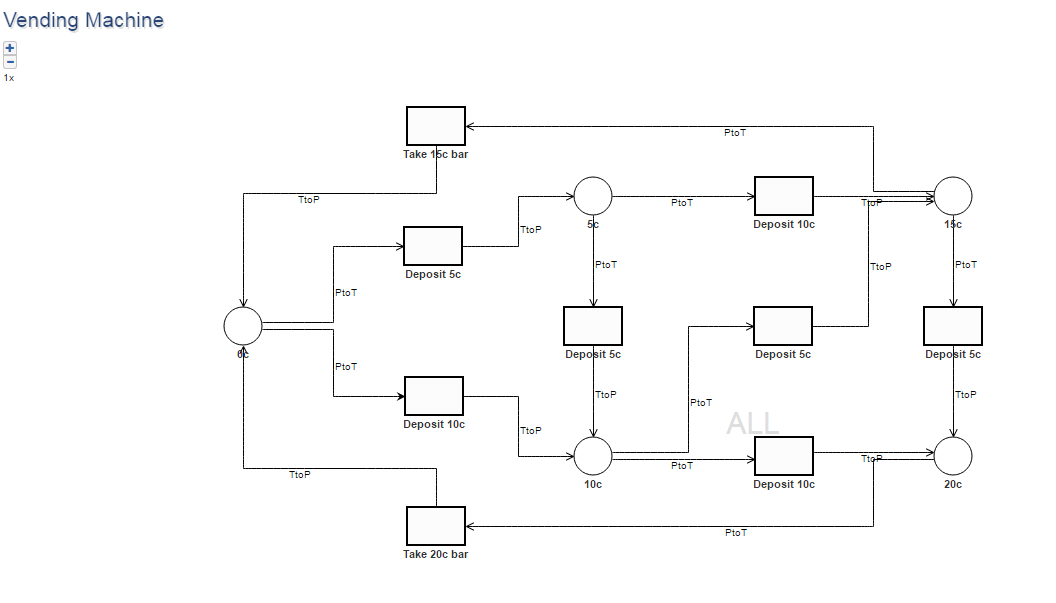 Vending Machine
+
−
1x
PtoT
Take 15c bar
TtoP
PtoT
TtoP
5c
Deposit 10c
15c
TtoP
PtoT
TtoP
PtoT
Deposit 5c
PtoT
0c
Deposit 5c
Deposit 5c
Deposit 5c
PtoT
TtoP
TtoP
PtoT
Deposit 10c
ALL
TtoP
PtoT
TtoP
TtoP
10c
Deposit 10c
20c
PtoT
Take 20c bar